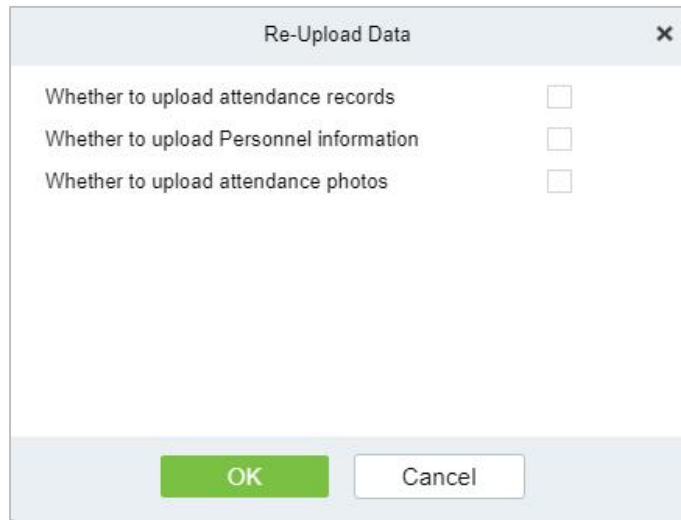 Re-Upload Data
Whether to upload attendance records
Whether to upload Personnel information
Whether to upload attendance photos
OK
Cancel